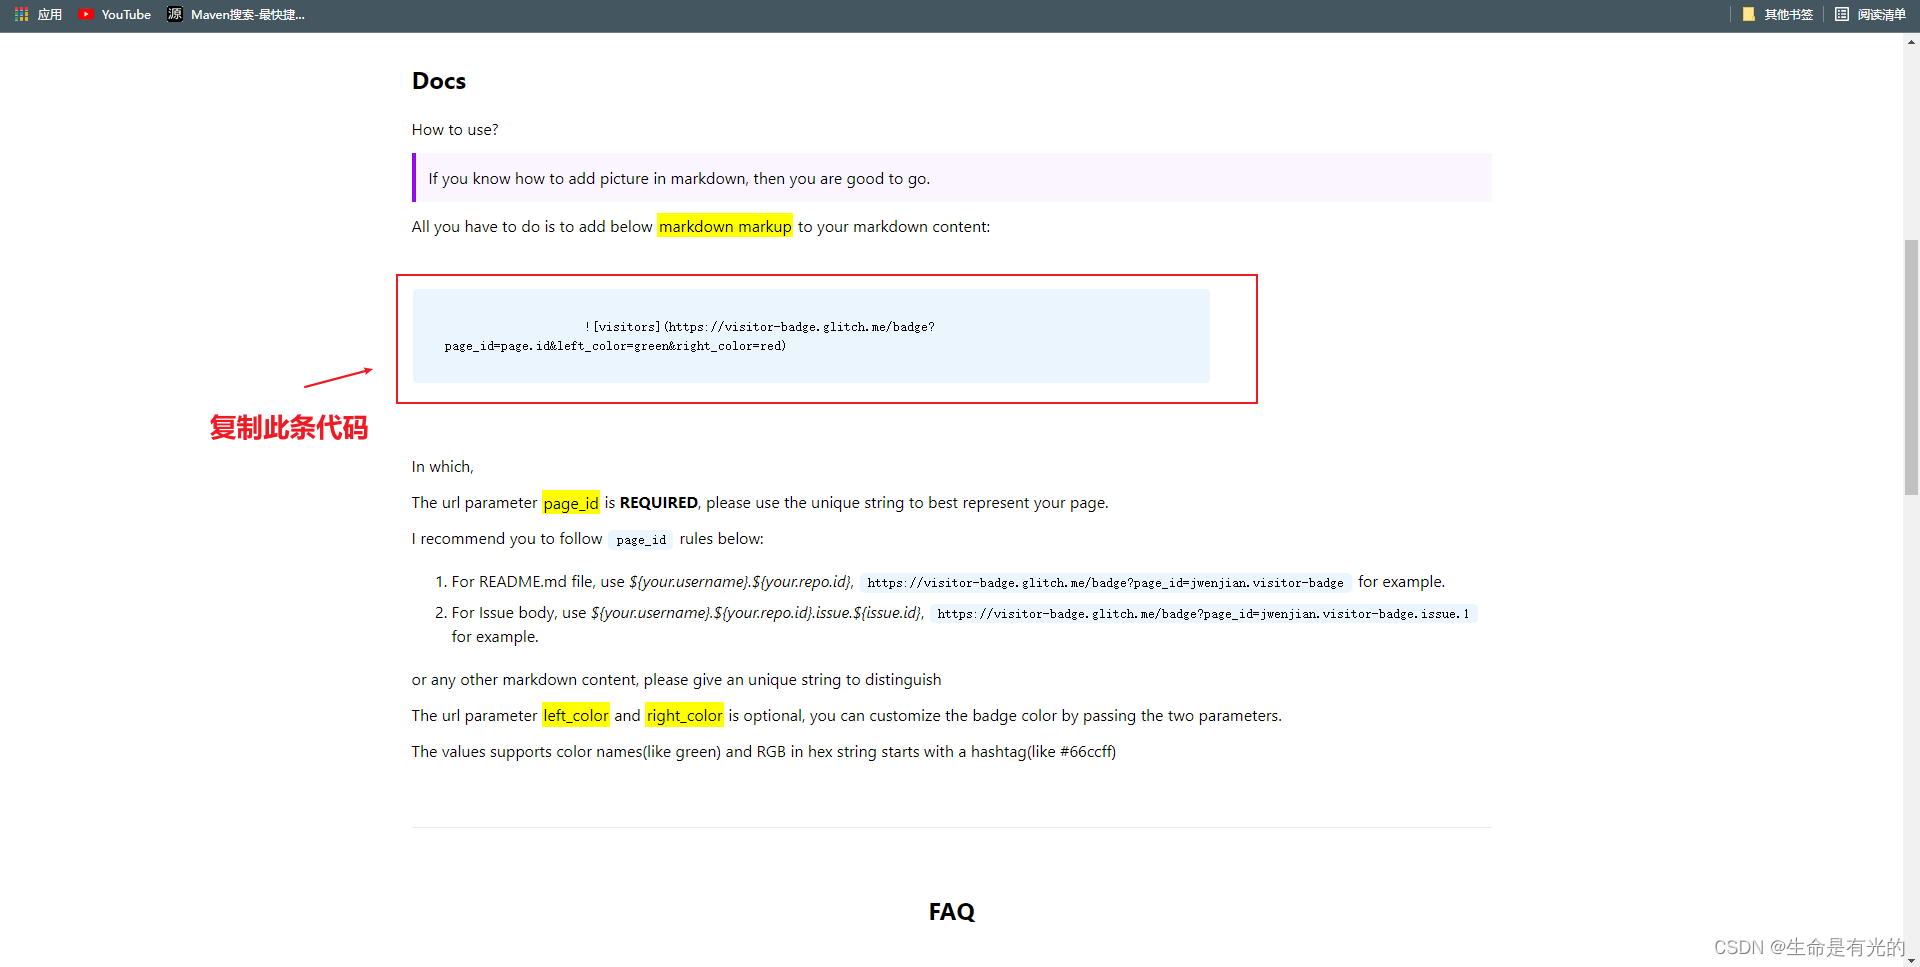 应用 YouTube 源 Maven搜索-最快捷... 其他书签 阅读清单
Docs
How to use?
If you know how to add picture in markdown, then you are good to go.
All you have to do is to add below markdown markup to your markdown content:
![visitors](https://visitor-badge.glitch.me/badge?
page_id=page.id&left_color=green&right_color=red)
复制此条代码
In which,
The url parameter page_id is REQUIRED, please use the unique string to best represent your page.
I recommend you to follow page_id rules below:
1. For README.md file, use ${your.username}.${your.repo.id}, https://visitor-badge.glitch.me/badge?page_id=jwenjian.visitor-badge for example.
2. For Issue body, use ${your.username}.${your.repo.id}.issue.${issue.id}, https://visitor-badge.glitch.me/badge?page_id=jwenjian.visitor-badge.issue.1
for example.
or any other markdown content, please give an unique string to distinguish
The url parameter left_color and right_color is optional, you can customize the badge color by passing the two parameters.
The values supports color names(like green) and RGB in hex string starts with a hashtag(like #66ccff)
FAQ
CSDN @生命是有光的